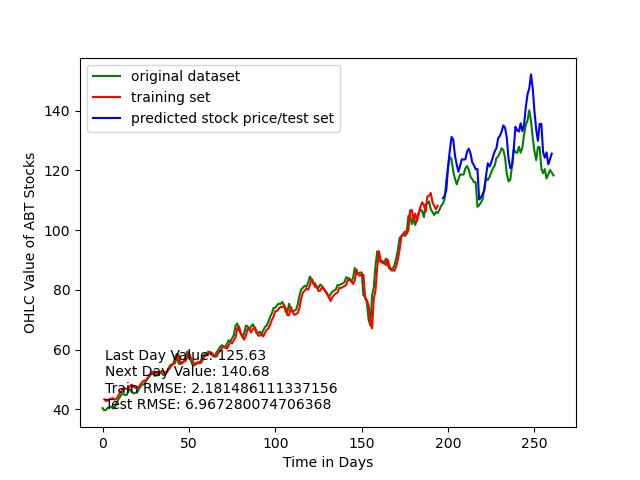 original dataset
training set
predicted stock price/test set
140
120
100
80
60
40
OHLC Value of ABT Stocks
Last Day Value: 125.63
Next Day Value: 140.68
Train RMSE: 2.181486111337156
Test RMSE: 6.967280074706368
0 50 100 150 200 250
Time in Days